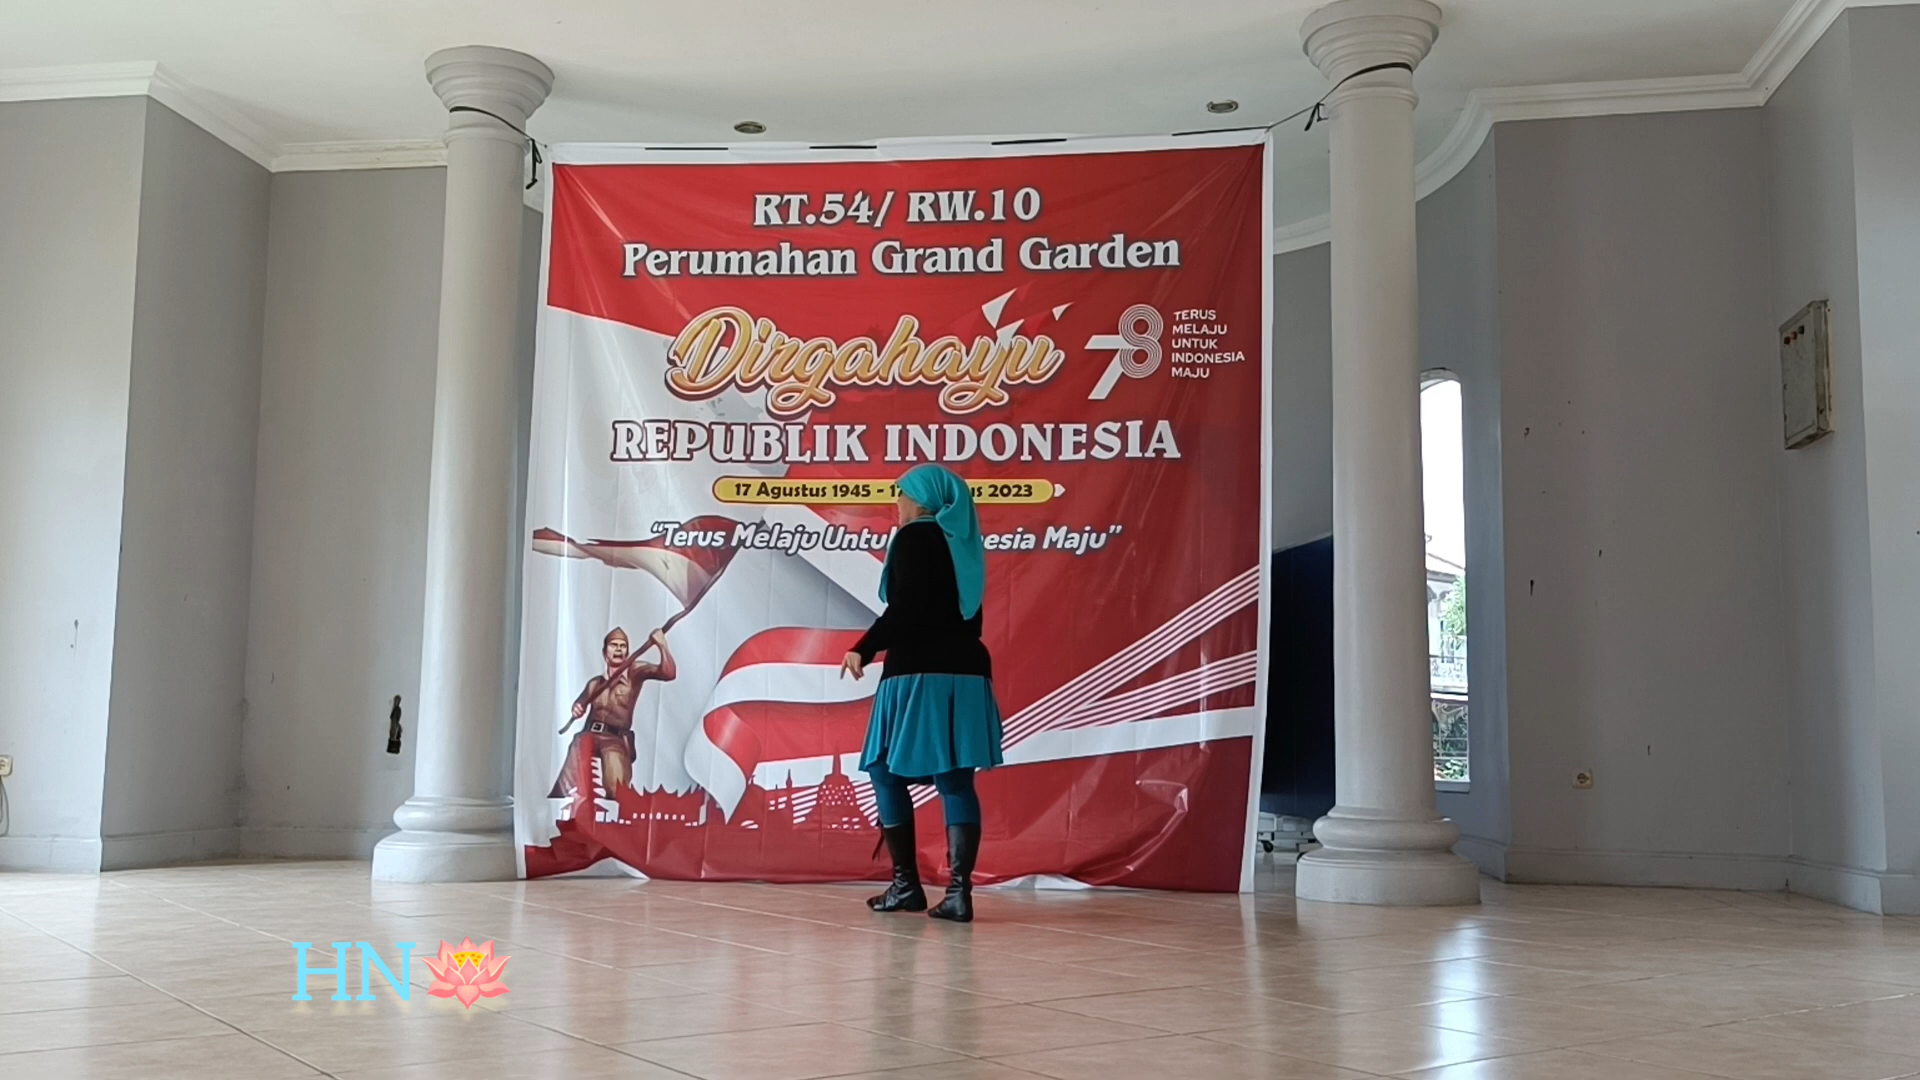 RT.54/ RW.10
Perumahan Grand Garden
Dirgahayu
78
TERUS
MELAJU
UNTUK
INDONESIA
MAJU
REPUBLIK INDONESIA
17 Agustus 1945 - 17 us 2023
"Terus Melaju Untu esia Maju"
HN